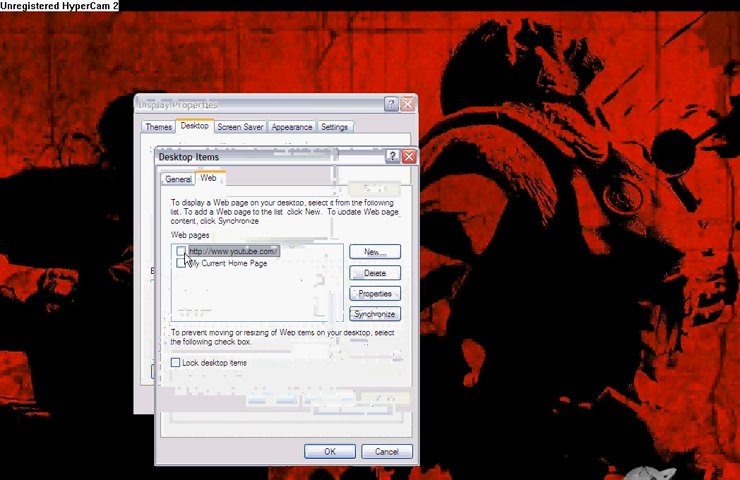 Unregistered HyperCam 2
Display Properties
Themes
Desktop
Screen Saver
Appearance
Settings
Desktop Items
General
Web
To display a Web page on your desktop, select it from the following
list. To add a Web page to the list click New. To update Web page
content, click Synchronize
Web pages
http://www.youtube.com/
My Current Home Page
New...
Delete
Properties
Synchronize
To prevent moving or resizing of Web items on your desktop, select
the following check box.
Lock desktop items
OK
Cancel